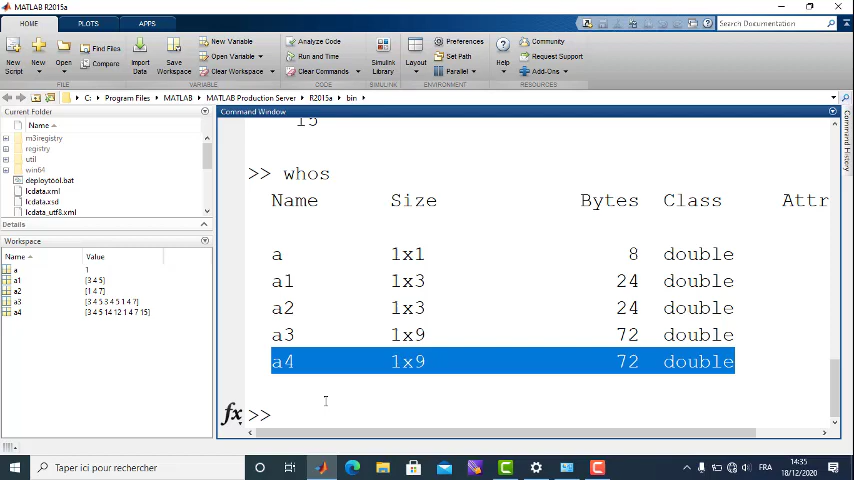 MATLAB R2015a
HOME PLOTS APPS
Search Documentation
New Script
New
Open
Find Files
Compare
Import Data
Save Workspace
New Variable
Open Variable
Clear Workspace
Analyze Code
Run and Time
Clear Commands
Simulink Library
Layout
Preferences
Set Path
Parallel
Help
Community
Request Support
Add-Ons
FILE VARIABLE CODE SIMULINK ENVIRONMENT RESOURCES
C: Program Files MATLAB MATLAB Production Server R2015a bin
Current Folder
Name
m3iregistry
registry
util
win64
deploytool.bat
lcdata.xml
lcdata.xsd
lcdata_utf8.xml
Details
Workspace
Name Value
a 1
a1 [3 4 5]
a2 [1 4 7]
a3 [3 4 5 3 4 5 1 4 7]
a4 [3 4 5 14 12 1 4 7 15]
Command Window
15
>> whos
Name Size Bytes Class Attr
a 1x1 8 double
a1 1x3 24 double
a2 1x3 24 double
a3 1x9 72 double
a4 1x9 72 double
fx >>
Command History
Taper ici pour rechercher
FRA
14:35
18/12/2020